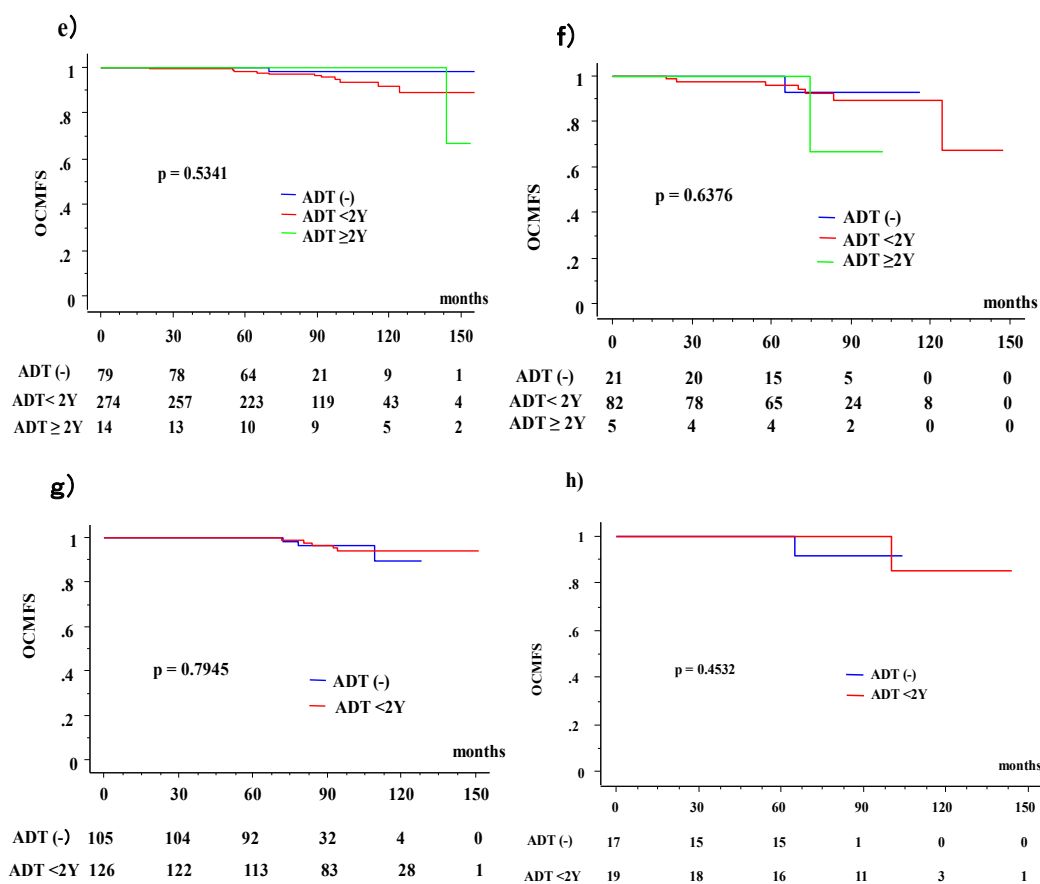 e)
1
.8
.6
.4
.2
0
OCMFS
p = 0.5341
ADT (-)
ADT <2Y
ADT ≥2Y
months
0 30 60 90 120 150
ADT (-) 79 78 64 21 9 1
ADT< 2Y 274 257 223 119 43 4
ADT ≥ 2Y 14 13 10 9 5 2
f)
1
.8
.6
.4
.2
0
OCMFS
p = 0.6376
ADT (-)
ADT <2Y
ADT ≥2Y
months
0 30 60 90 120 150
ADT (-) 21 20 15 5 0 0
ADT< 2Y 82 78 65 24 8 0
ADT ≥ 2Y 5 4 4 2 0 0
g)
1
.8
.6
.4
.2
0
OCMFS
p = 0.7945
ADT (-)
ADT <2Y
months
0 30 60 90 120 150
ADT (-) 105 104 92 32 4 0
ADT <2Y 126 122 113 83 28 1
h)
1
.8
.6
.4
.2
0
OCMFS
p = 0.4532
ADT (-)
ADT <2Y
months
0 30 60 90 120 150
ADT (-) 17 15 15 1 0 0
ADT <2Y 19 18 16 11 3 1